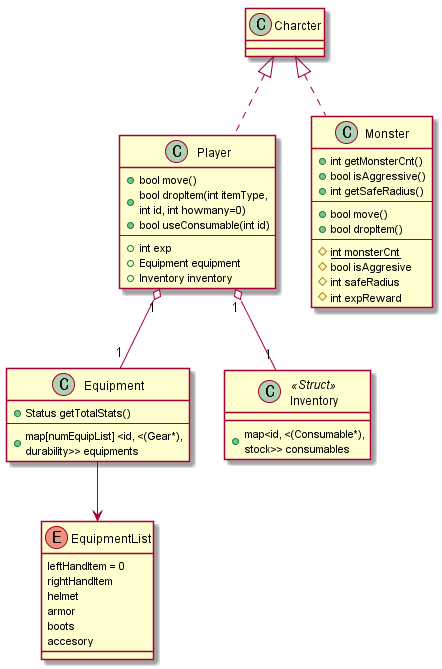 C Charcter
C Player
bool move()
bool dropItem(int itemType,
int id, int howmany=0)
bool useConsumable(int id)
int exp
Equipment equipment
Inventory inventory
C Monster
int getMonsterCnt()
bool isAggressive()
int getSafeRadius()
bool move()
bool dropItem()
int monsterCnt
bool isAggresive
int safeRadius
int expReward
1
1
1
1
C Equipment
Status getTotalStats()
map[numEquipList] <id, <(Gear*),
durability>> equipments
C «Struct»
Inventory
map<id, <(Consumable*),
stock>> consumables
E EquipmentList
leftHandItem = 0
rightHandItem
helmet
armor
boots
accesory